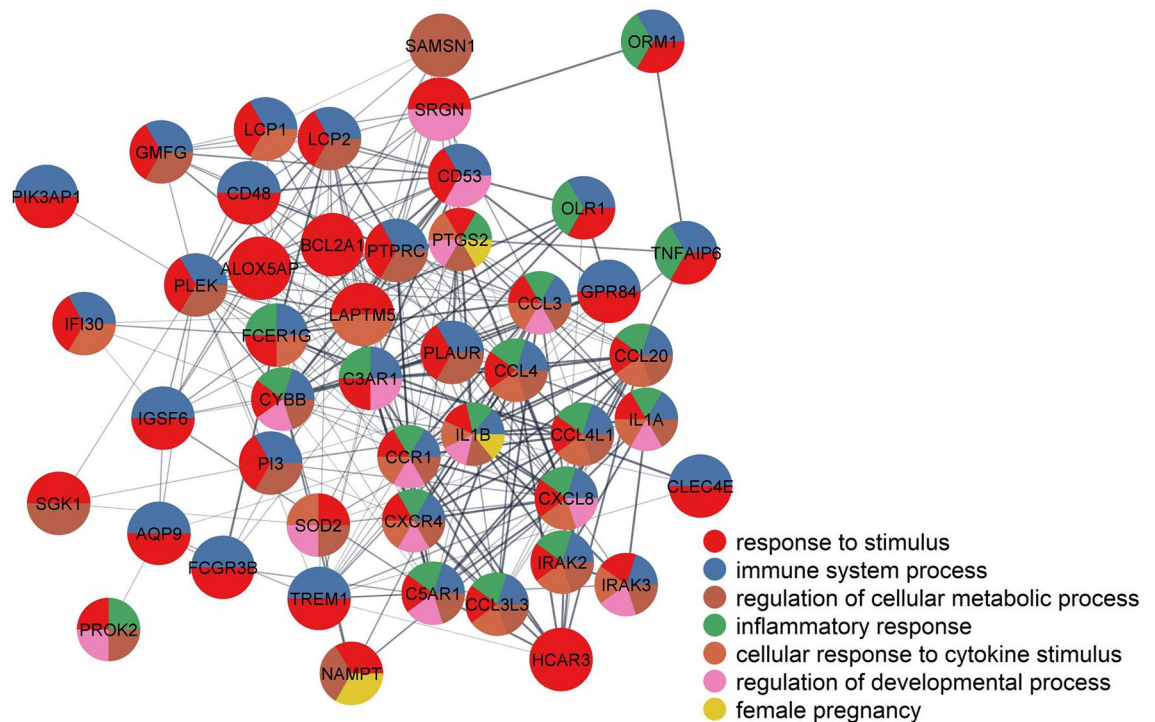 SAMSN1
ORM1
SRGN
LCP1
LCP2
GMFG
CD53
PIK3AP1
CD48
OLR1
BCL2A1
PTPRC
PTGS2
TNFAIP6
ALOX5AP
PLEK
GPR84
CCL3
LAPTM5
IFI30
FCER1G
PLAUR
CCL20
CCL4
C3AR1
CYBB
IGSF6
IL1A
IL1B
CCL4L1
CCR1
PI3
CLEC4E
CXCL8
SGK1
CXCR4
SOD2
AQP9
FCGR3B
IRAK2
IRAK3
TREM1
C5AR1
CCL3L3
PROK2
HCAR3
NAMPT
response to stimulus
immune system process
regulation of cellular metabolic process
inflammatory response
cellular response to cytokine stimulus
regulation of developmental process
female pregnancy